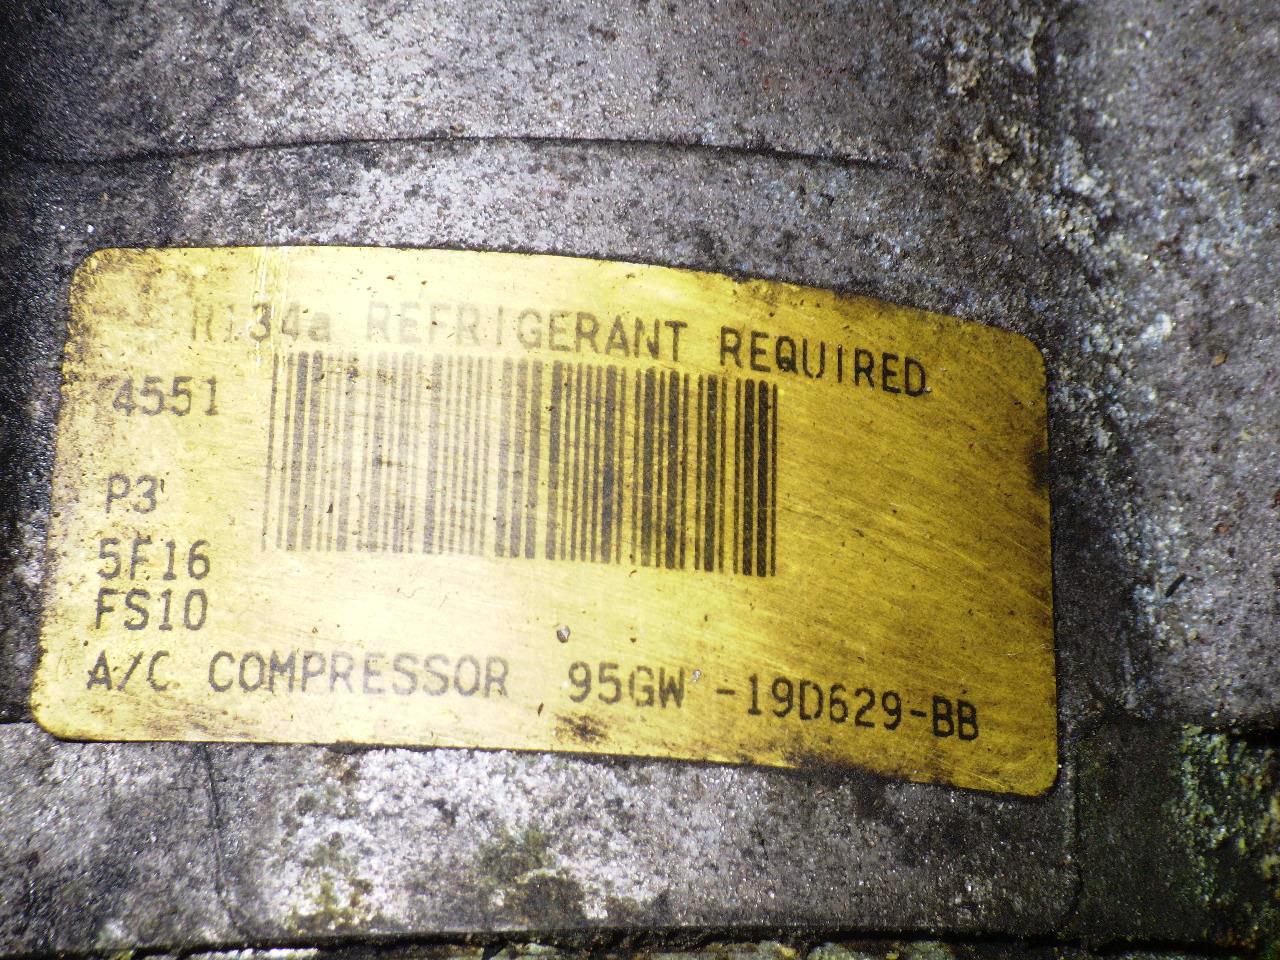 R134a REFRIGERANT REQUIRED
4551
P3
5F16
FS10
A/C COMPRESSOR 95GW -19D629-BB